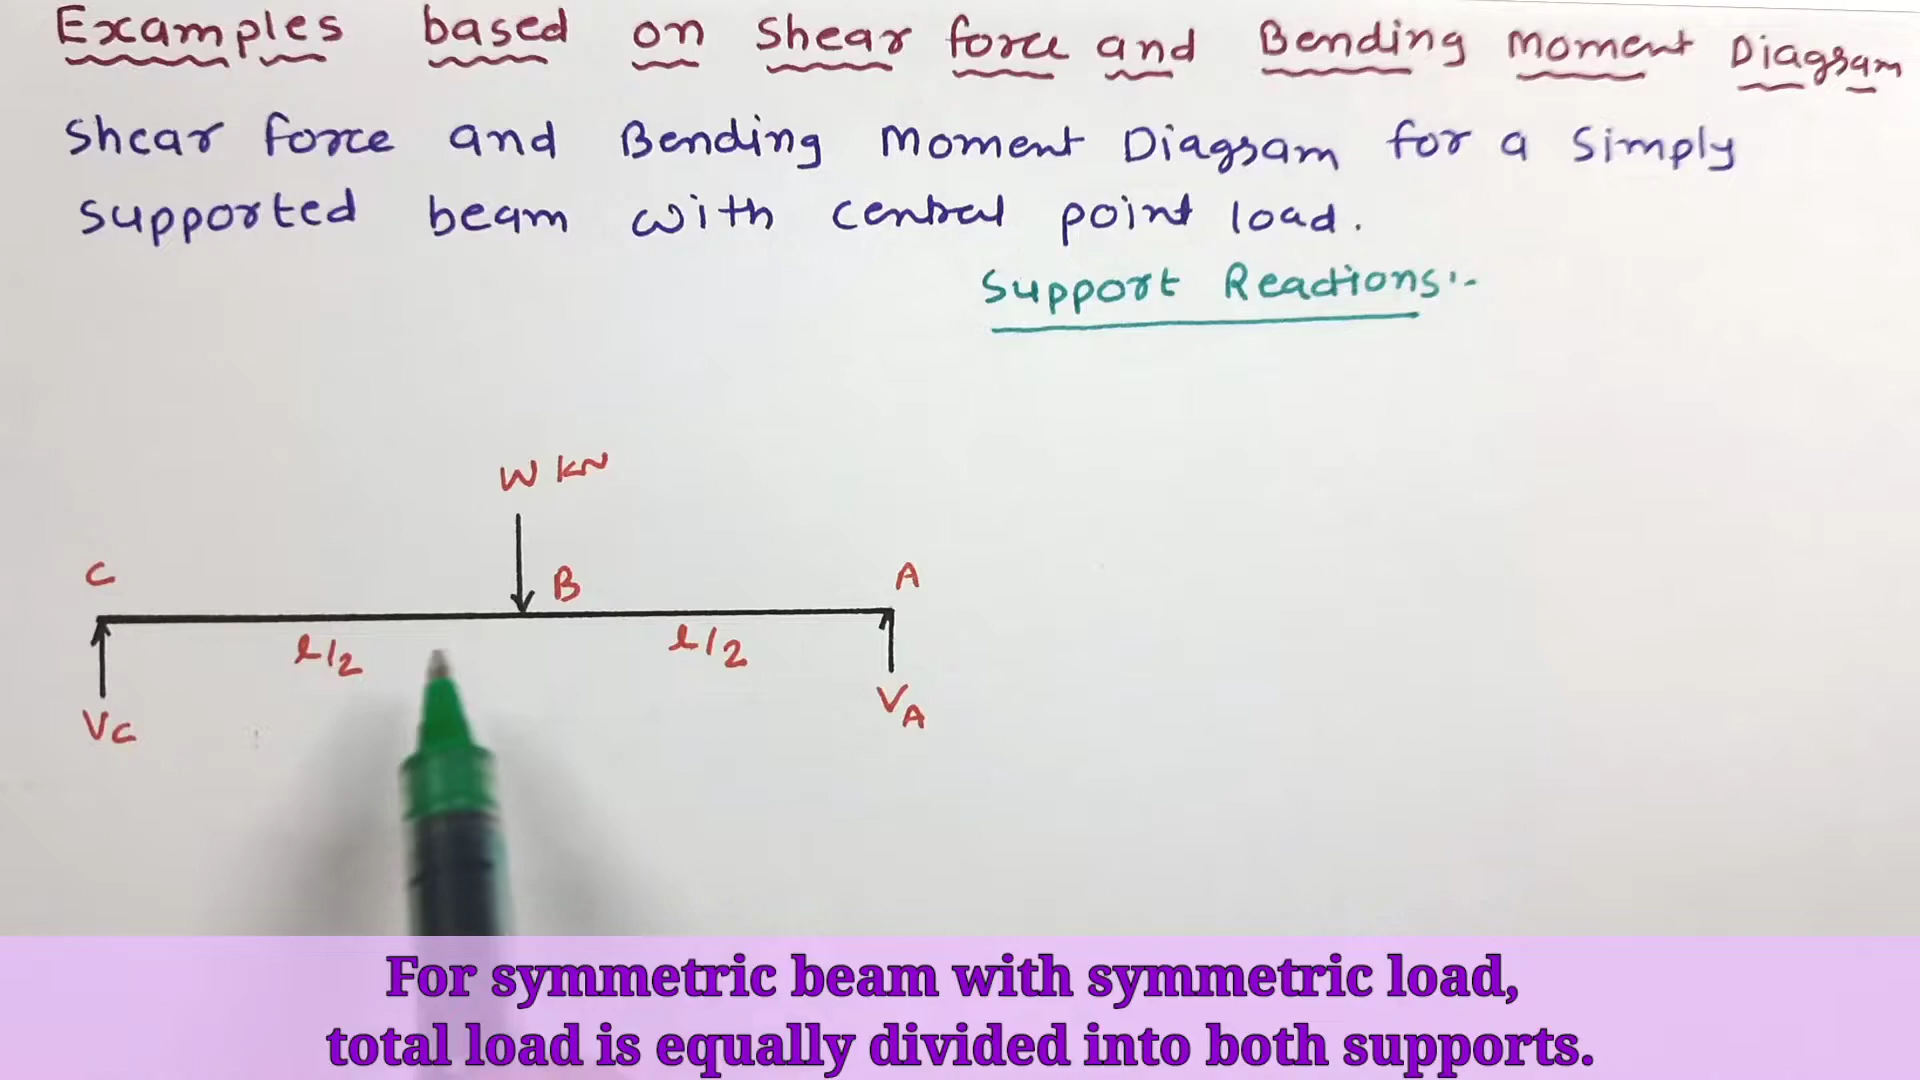 Examples based on Shear force and Bending Moment Diagram
Shear force and Bending Moment Diagram for a Simply
supported beam with central point load.
Support Reactions:-
W KN
C
B
A
l/2
l/2
VC
VA
For symmetric beam with symmetric load,
total load is equally divided into both supports.